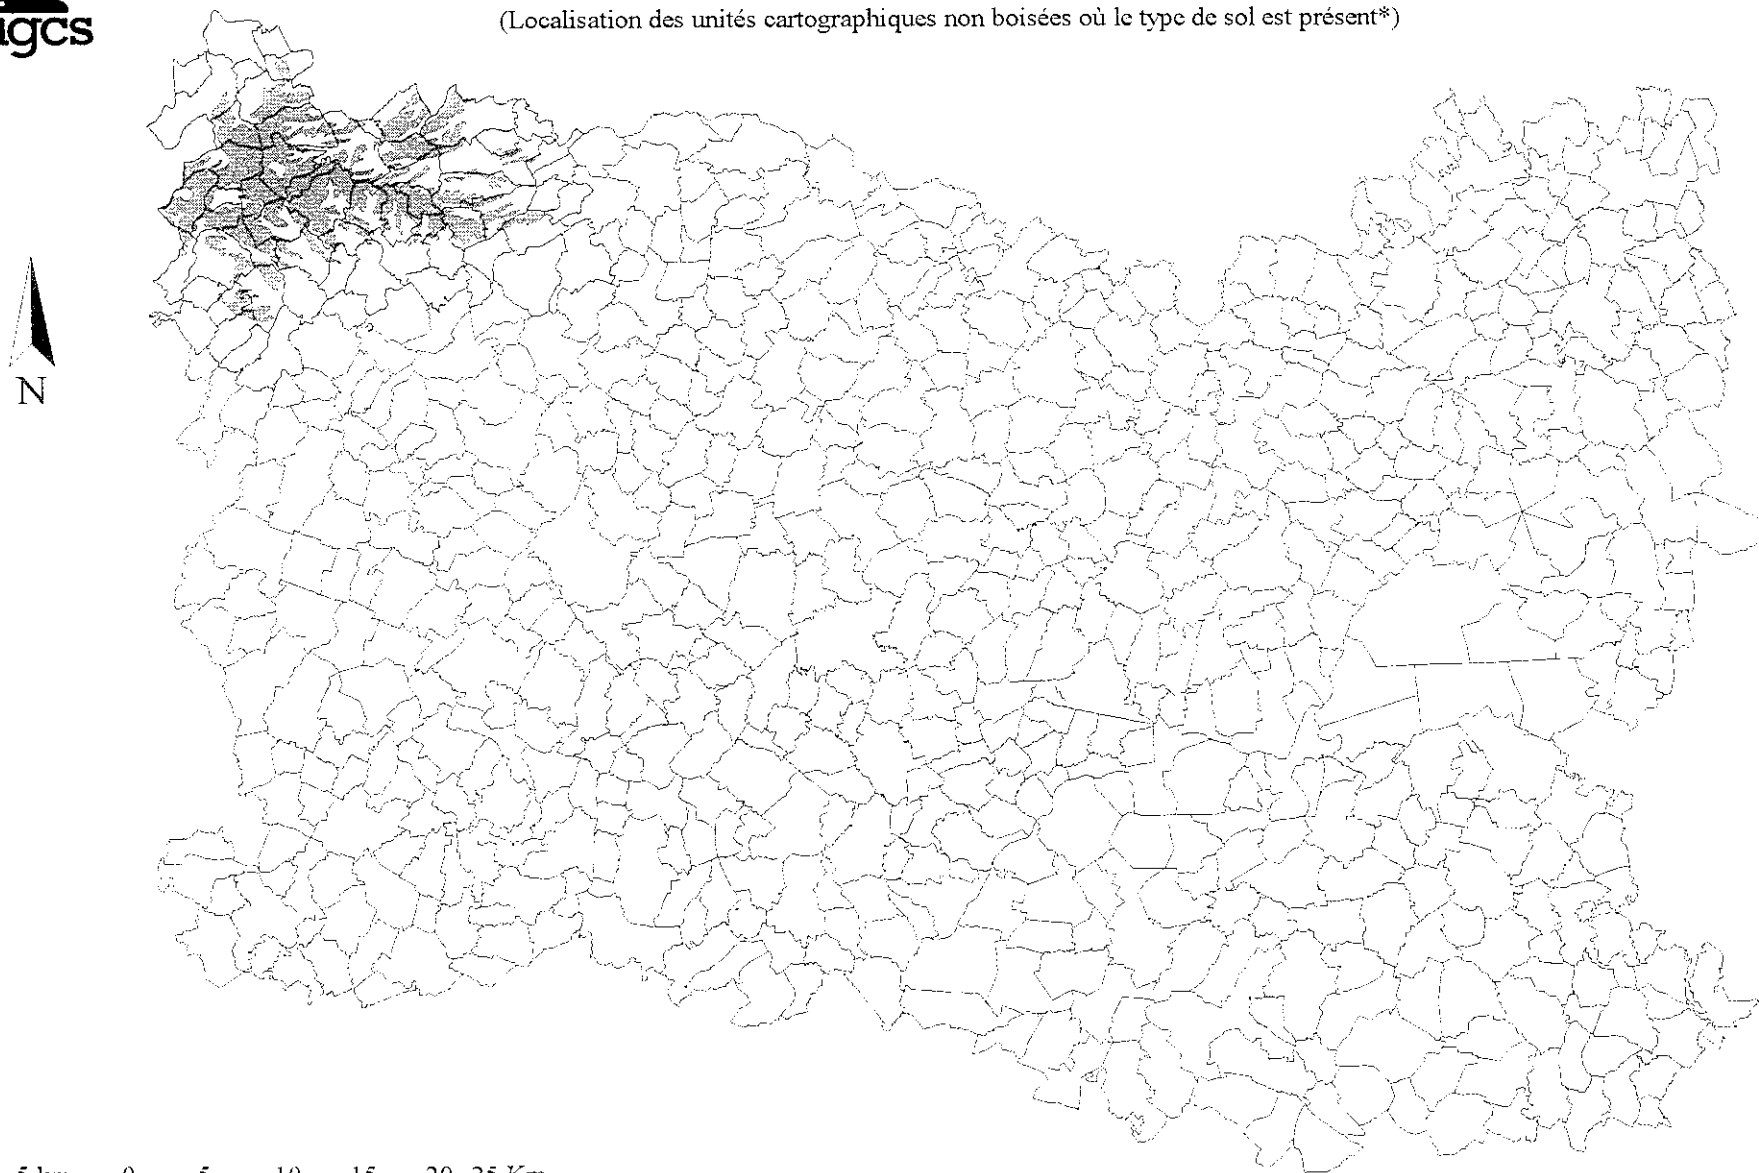 igcs
(Localisation des unités cartographiques non boisées où le type de sol est présent*)
N
5 km 0 5 10 15 20 25 Km